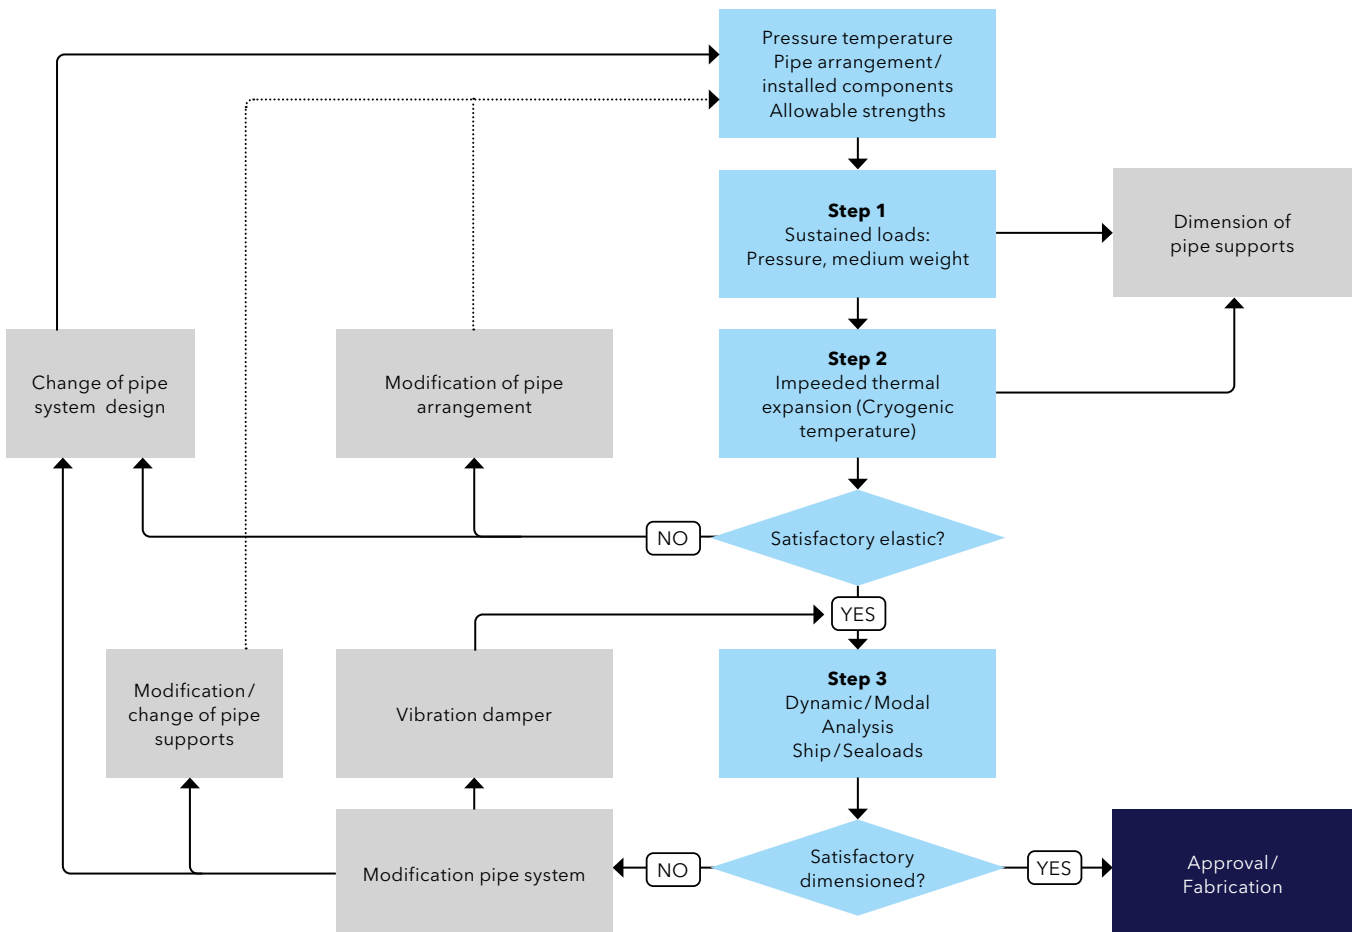 Pressure temperature
Pipe arrangement/
installed components
Allowable strengths
Step 1
Sustained loads:
Pressure, medium weight
Dimension of
pipe supports
Change of pipe
system design
Modification of pipe
arrangement
Step 2
Impeeded thermal
expansion (Cryogenic
temperature)
NO
Satisfactory elastic?
YES
Modification/
change of pipe
supports
Vibration damper
Step 3
Dynamic/Modal
Analysis
Ship/Sealoads
Modification pipe system
NO
Satisfactory
dimensioned?
YES
Approval/
Fabrication